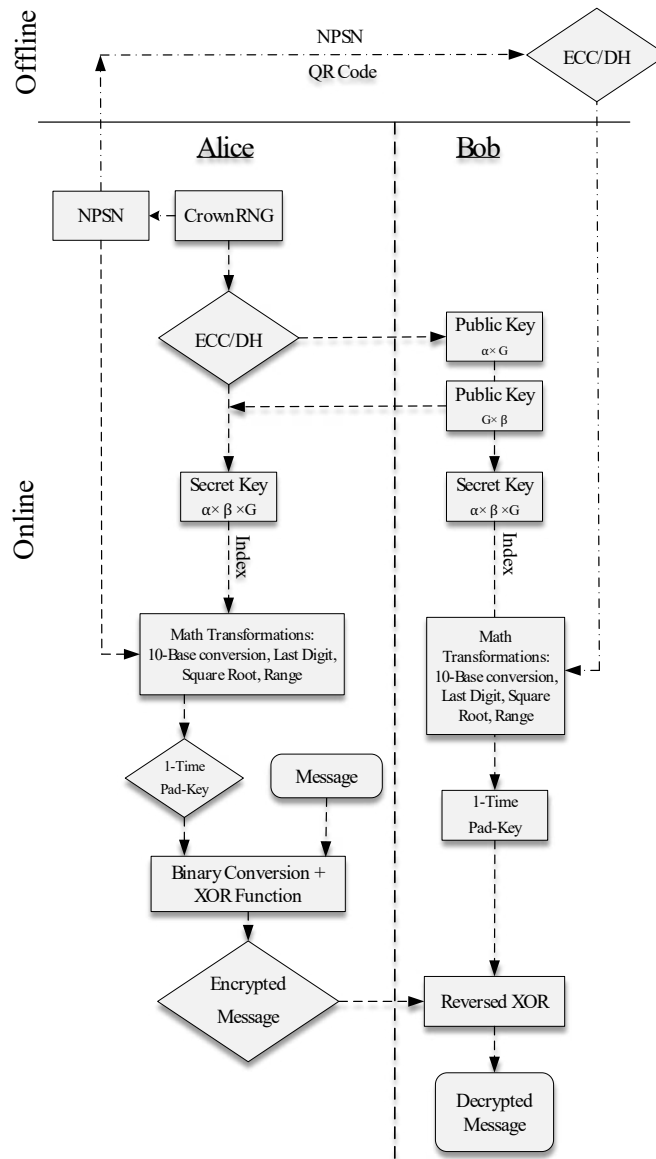 Offline
NPSN
QR Code
ECC/DH
Alice
Bob
NPSN
CrownRNG
ECC/DH
Public Key
α× G
Public Key
G× β
Online
Secret Key
α× β ×G
Secret Key
α× β ×G
Index
Index
Math Transformations:
10-Base conversion, Last Digit,
Square Root, Range
Math
Transformations:
10-Base conversion,
Last Digit, Square
Root, Range
1-Time
Pad-Key
Message
1-Time
Pad-Key
Binary Conversion +
XOR Function
Encrypted
Message
Reversed XOR
Decrypted
Message